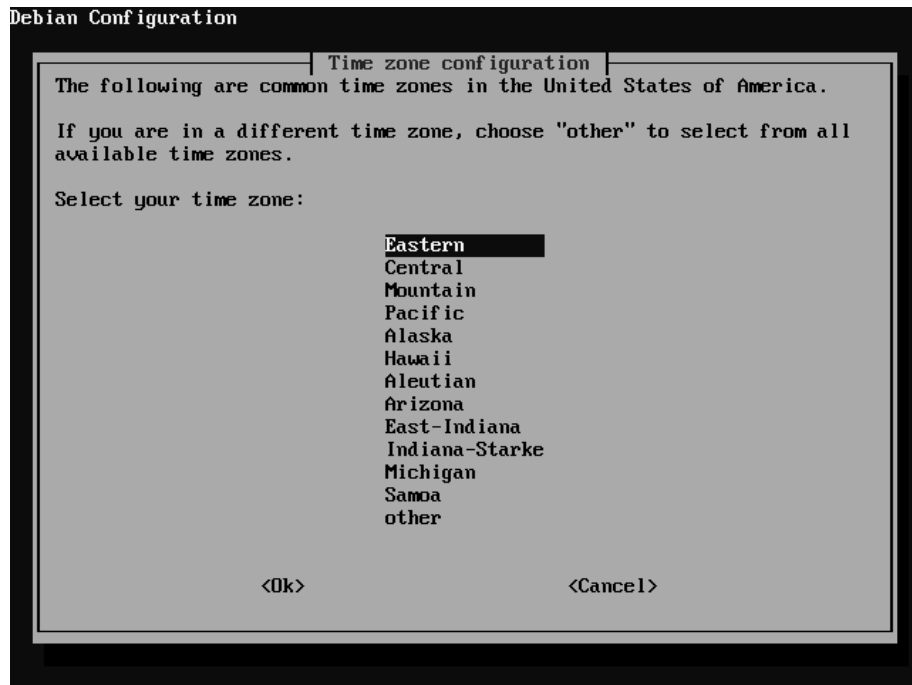 Debian Configuration
Time zone configuration
The following are common time zones in the United States of America.
If you are in a different time zone, choose "other" to select from all
available time zones.
Select your time zone:
Eastern
Central
Mountain
Pacific
Alaska
Hawaii
Aleutian
Arizona
East-Indiana
Indiana-Starke
Michigan
Samoa
other
<Ok> <Cancel>